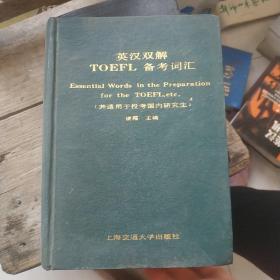 英汉双解
TOEFL 备考词汇
Essential Words in the Preparation
for the TOEFL, etc.
(并适用于投考国内研究生)
主编
上海交通大学出版社